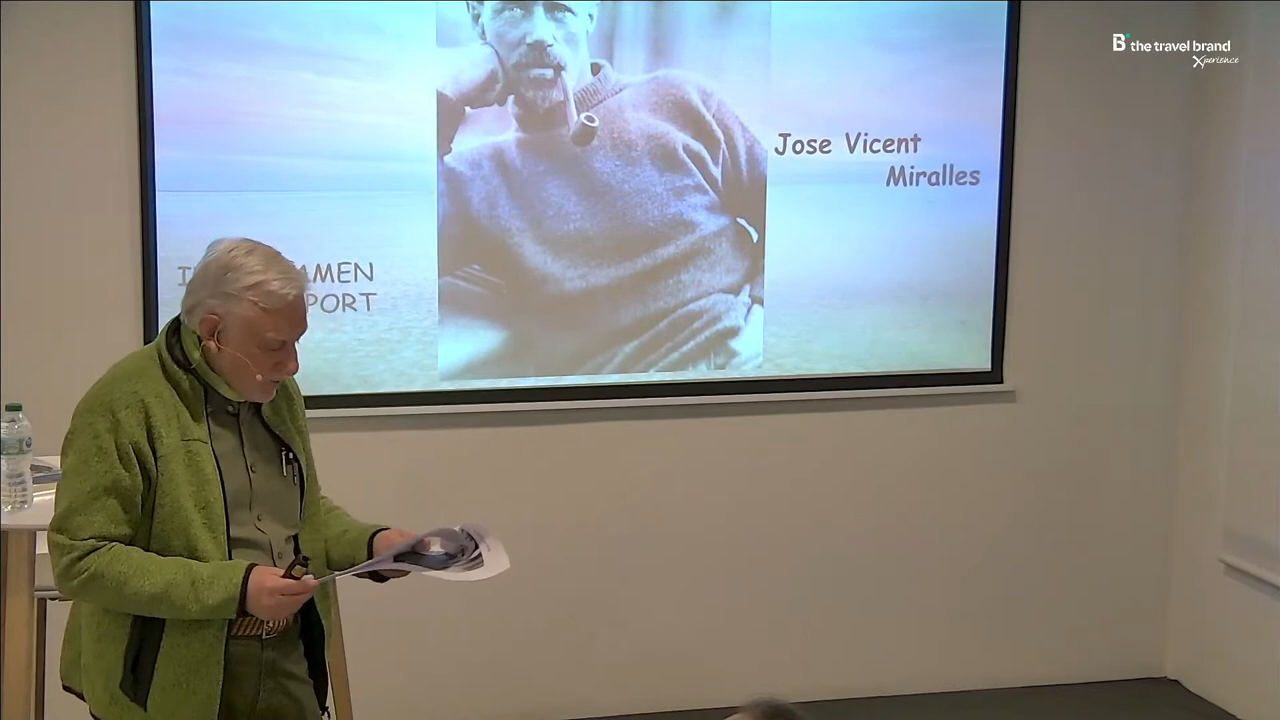 B the travel brand
Xperience
Jose Vicent
Miralles
AMEN
PORT